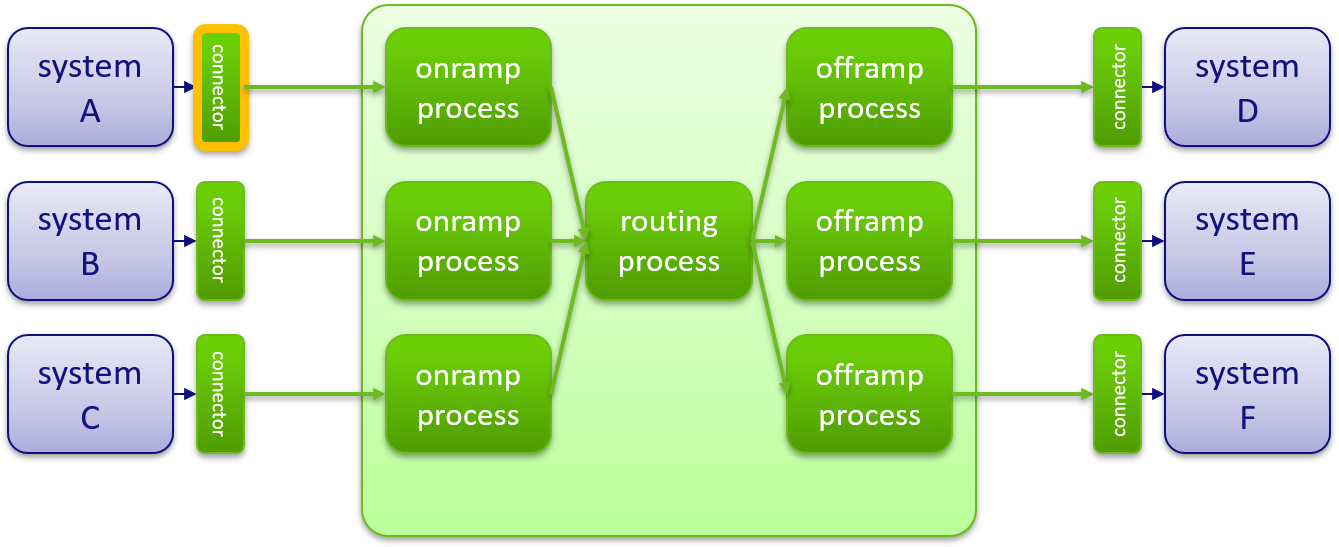 system
A
connector
onramp
process
offramp
process
connector
system
D
system
B
connector
onramp
process
routing
process
offramp
process
connector
system
E
system
C
connector
onramp
process
offramp
process
connector
system
F